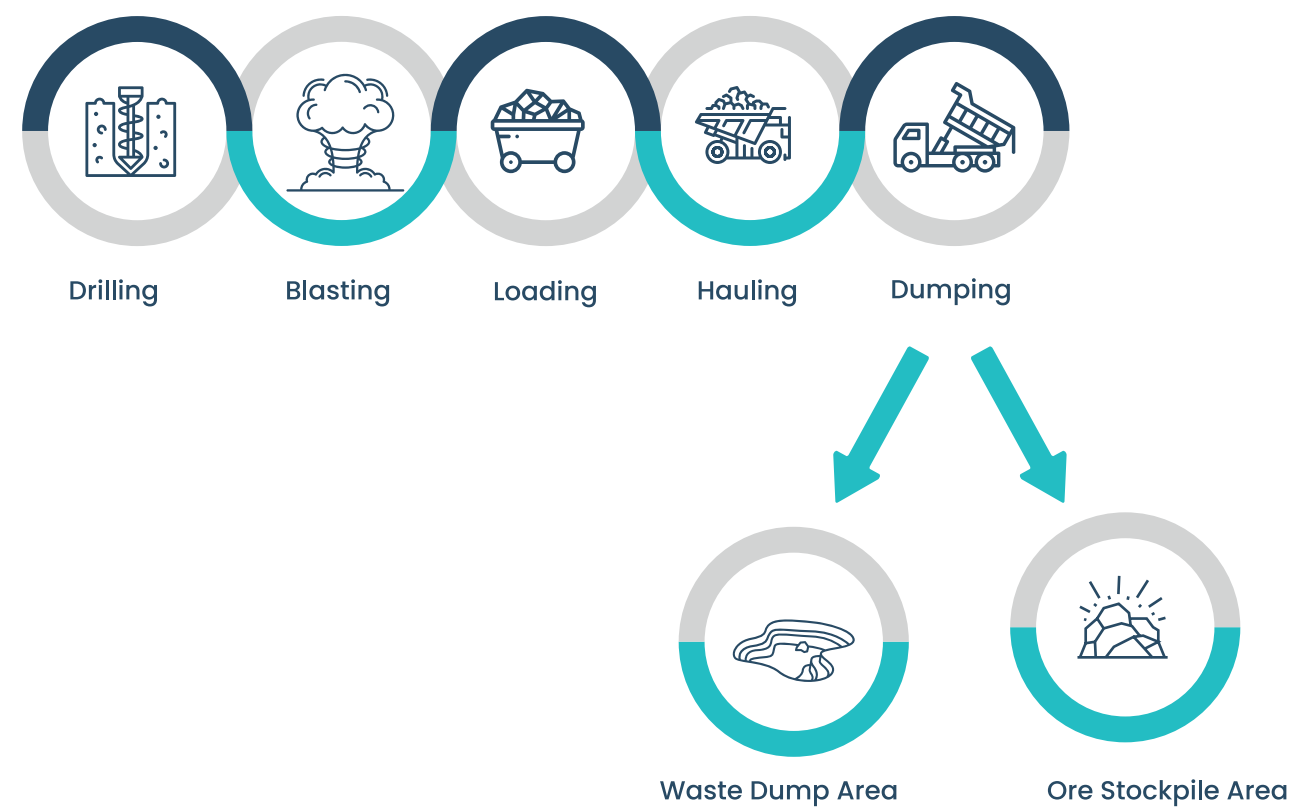 Drilling
Blasting
Loading
Hauling
Dumping
Waste Dump Area
Ore Stockpile Area